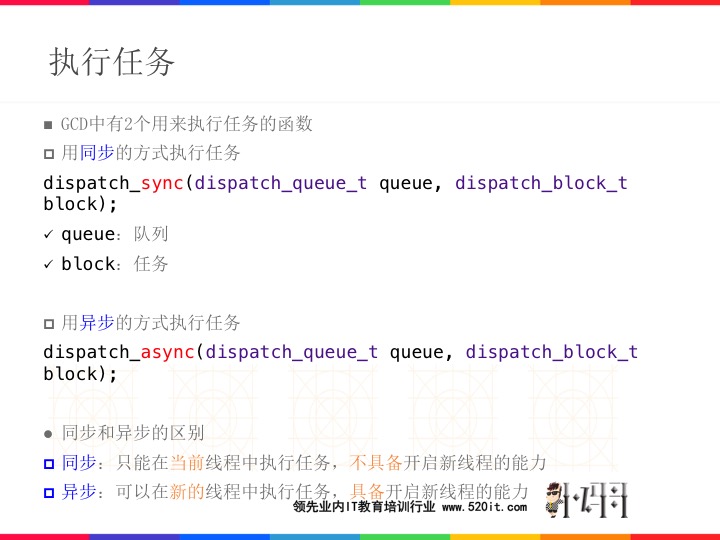 执行任务
GCD中有2个用来执行任务的函数
用同步的方式执行任务
dispatch_sync(dispatch_queue_t queue, dispatch_block_t
block);
queue：队列
block：任务
用异步的方式执行任务
dispatch_async(dispatch_queue_t queue, dispatch_block_t
block);
同步和异步的区别
同步：只能在当前线程中执行任务，不具备开启新线程的能力
异步：可以在新的线程中执行任务，具备开启新线程的能力
领先业内IT教育培训行业 www.520it.com
小码哥